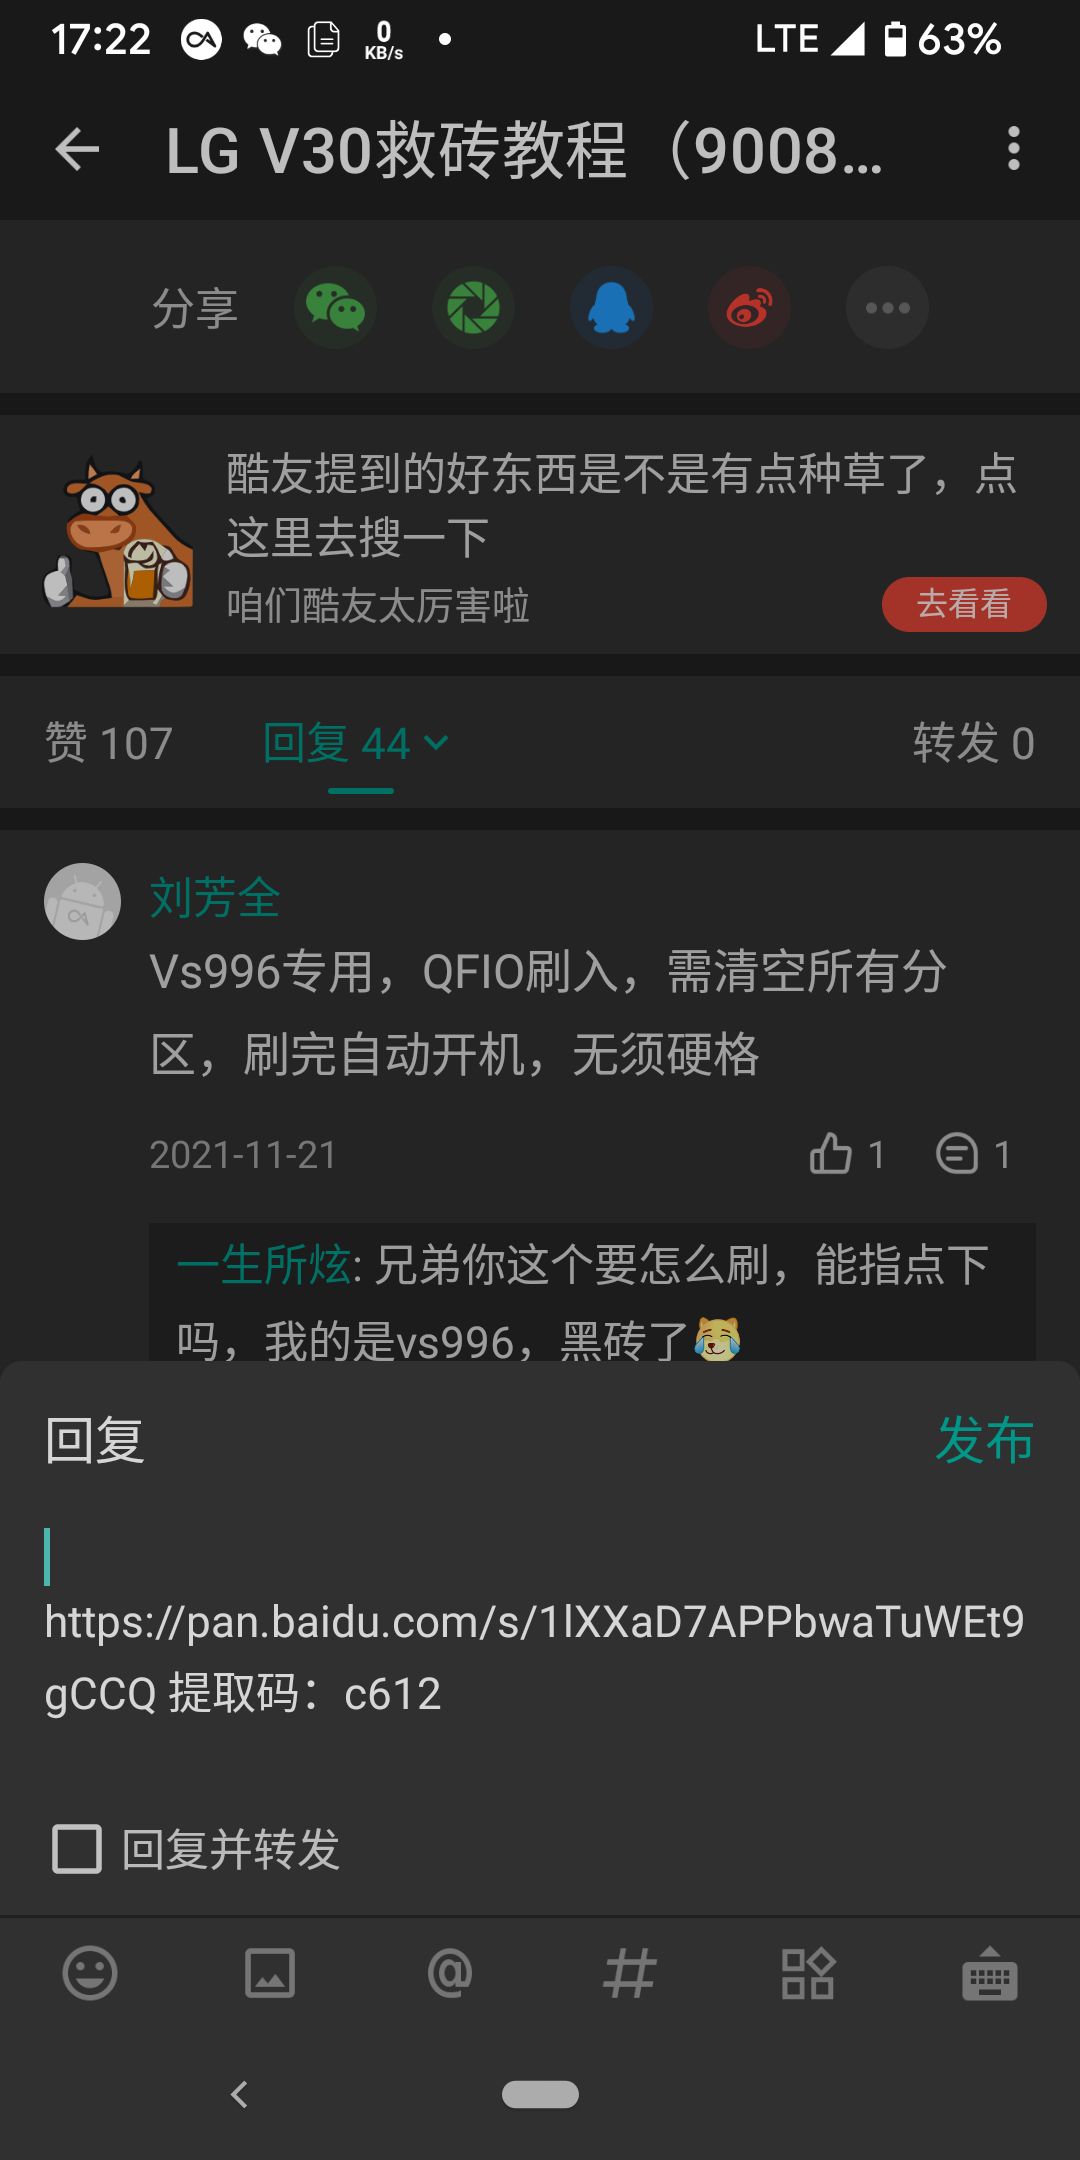 17:22
0
KB/s
LTE
63%
LG V30救砖教程（9008...
分享
酷友提到的好东西是不是有点种草了，点
这里去搜一下
咱们酷友太厉害啦
去看看
赞 107
回复 44
转发 0
刘芳全
Vs996专用，QFIO刷入，需清空所有分
区，刷完自动开机，无须硬格
2021-11-21
1
1
一生所炫: 兄弟你这个要怎么刷，能指点下
吗，我的是vs996，黑砖了
回复
发布
https://pan.baidu.com/s/1lXXaD7APPbwaTuWEt9
gCCQ 提取码：c612
回复并转发